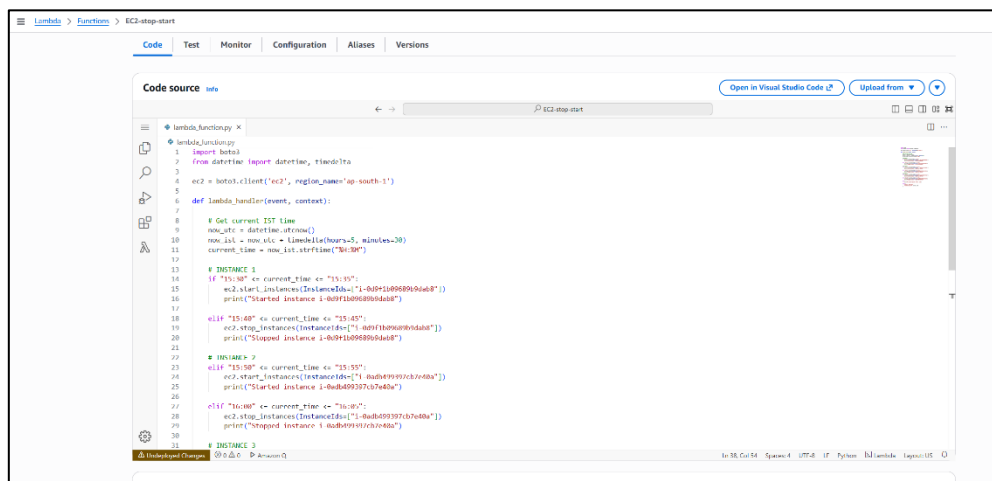 Lambda > Functions > EC2-stop-start
Code Test Monitor Configuration Aliases Versions
Code source Info
Open in Visual Studio Code Upload from
EC2-stop-start
lambda_function.py
lambda_function.py
1 import boto3
2 from datetime import datetime, timedelta
3
4 ec2 = boto3.client('ec2', region_name='ap-south-1')
5
6 def lambda_handler(event, context):
7
8 # Get current IST time
9 now_utc = datetime.utcnow()
10 now_ist = now_utc + timedelta(hours=5, minutes=30)
11 current_time = now_ist.strftime("%H:%M")
12
13 # INSTANCE 1
14 if "15:30" <= current_time <= "15:35":
15 ec2.start_instances(InstanceIds=["i-0d9f1b09689b9dab8"])
16 print("Started instance i-0d9f1b09689b9dab8")
17
18 elif "15:40" <= current_time <= "15:45":
19 ec2.stop_instances(InstanceIds=["i-0d9f1b09689b9dab8"])
20 print("Stopped instance i-0d9f1b09689b9dab8")
21
22 # INSTANCE 2
23 elif "15:50" <= current_time <= "15:55":
24 ec2.start_instances(InstanceIds=["i-0adb499397cb7e40a"])
25 print("Started instance i-0adb499397cb7e40a")
26
27 elif "16:00" <= current_time <= "16:05":
28 ec2.stop_instances(InstanceIds=["i-0adb499397cb7e40a"])
29 print("Stopped instance i-0adb499397cb7e40a")
30
31 # INSTANCE 3
Undeployed Changes 0 0 Amazon Q Ln 38, Col 54 Spaces: 4 UTF-8 LF Python Lambda Layout: US